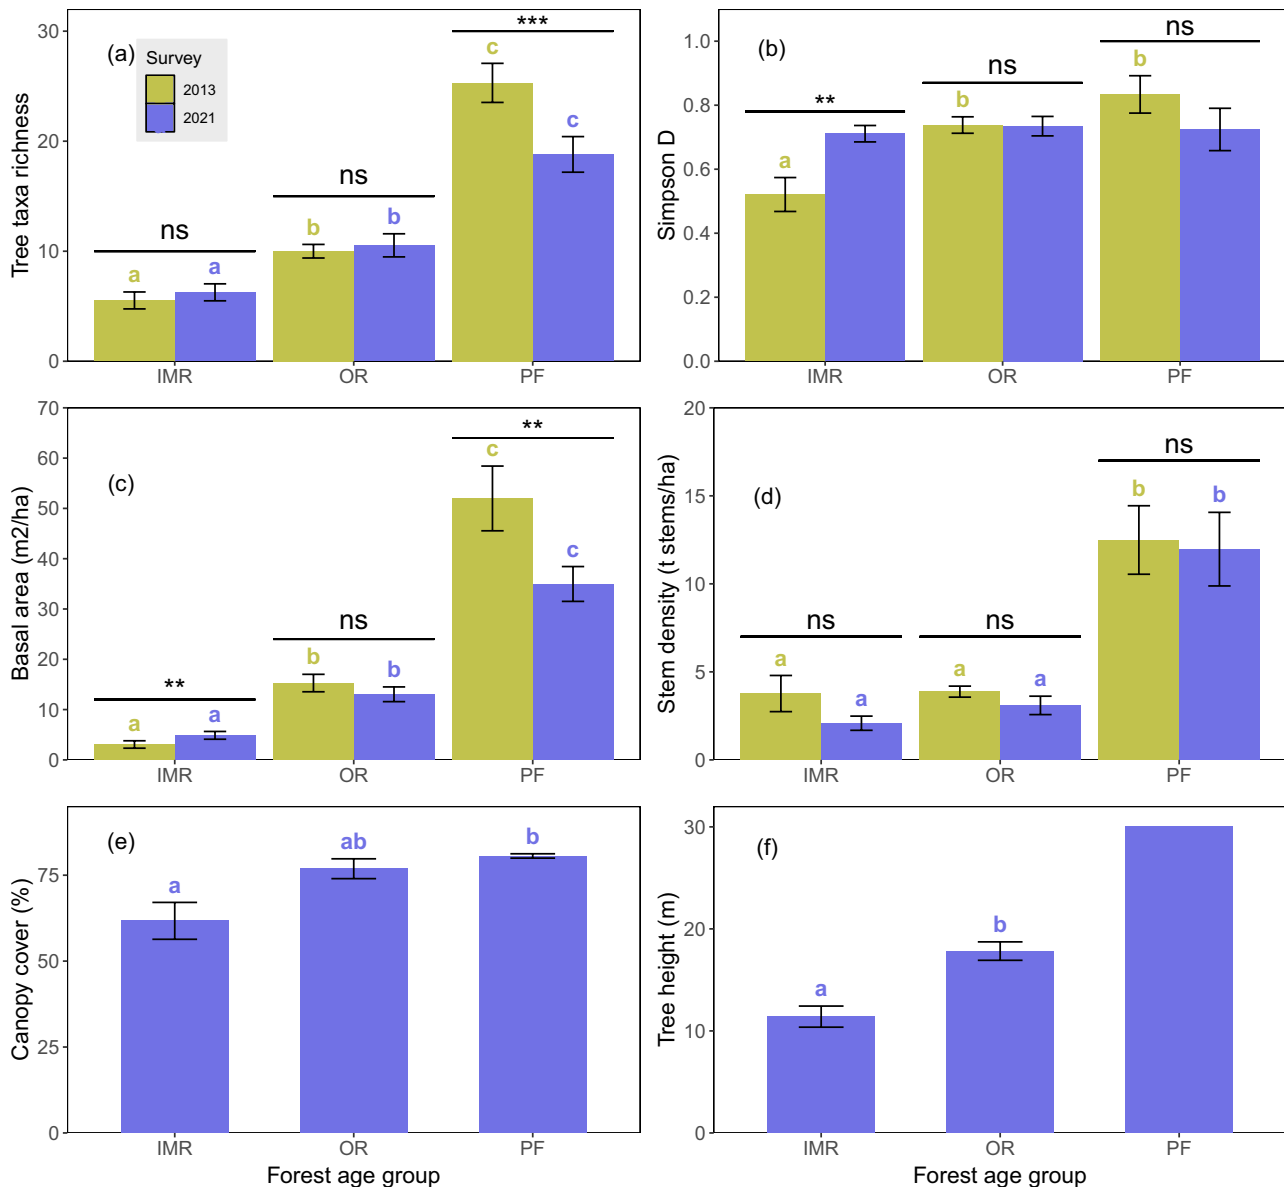 (a)
Survey
2013
2021
Tree taxa richness
0
10
20
30
ns
ns
***
a
a
b
b
c
c
IMR
OR
PF
(b)
Simpson D
0.0
0.2
0.4
0.6
0.8
1.0
**
ns
ns
a
b
b
IMR
OR
PF
(c)
Basal area (m2/ha)
0
10
20
30
40
50
60
70
**
ns
**
a
a
b
b
c
c
IMR
OR
PF
(d)
Stem density (t stems/ha)
0
5
10
15
20
ns
ns
ns
a
a
a
a
b
b
IMR
OR
PF
(e)
Canopy cover (%)
0
25
50
75
a
ab
b
IMR
OR
PF
Forest age group
(f)
Tree height (m)
0
10
20
30
a
b
IMR
OR
PF
Forest age group